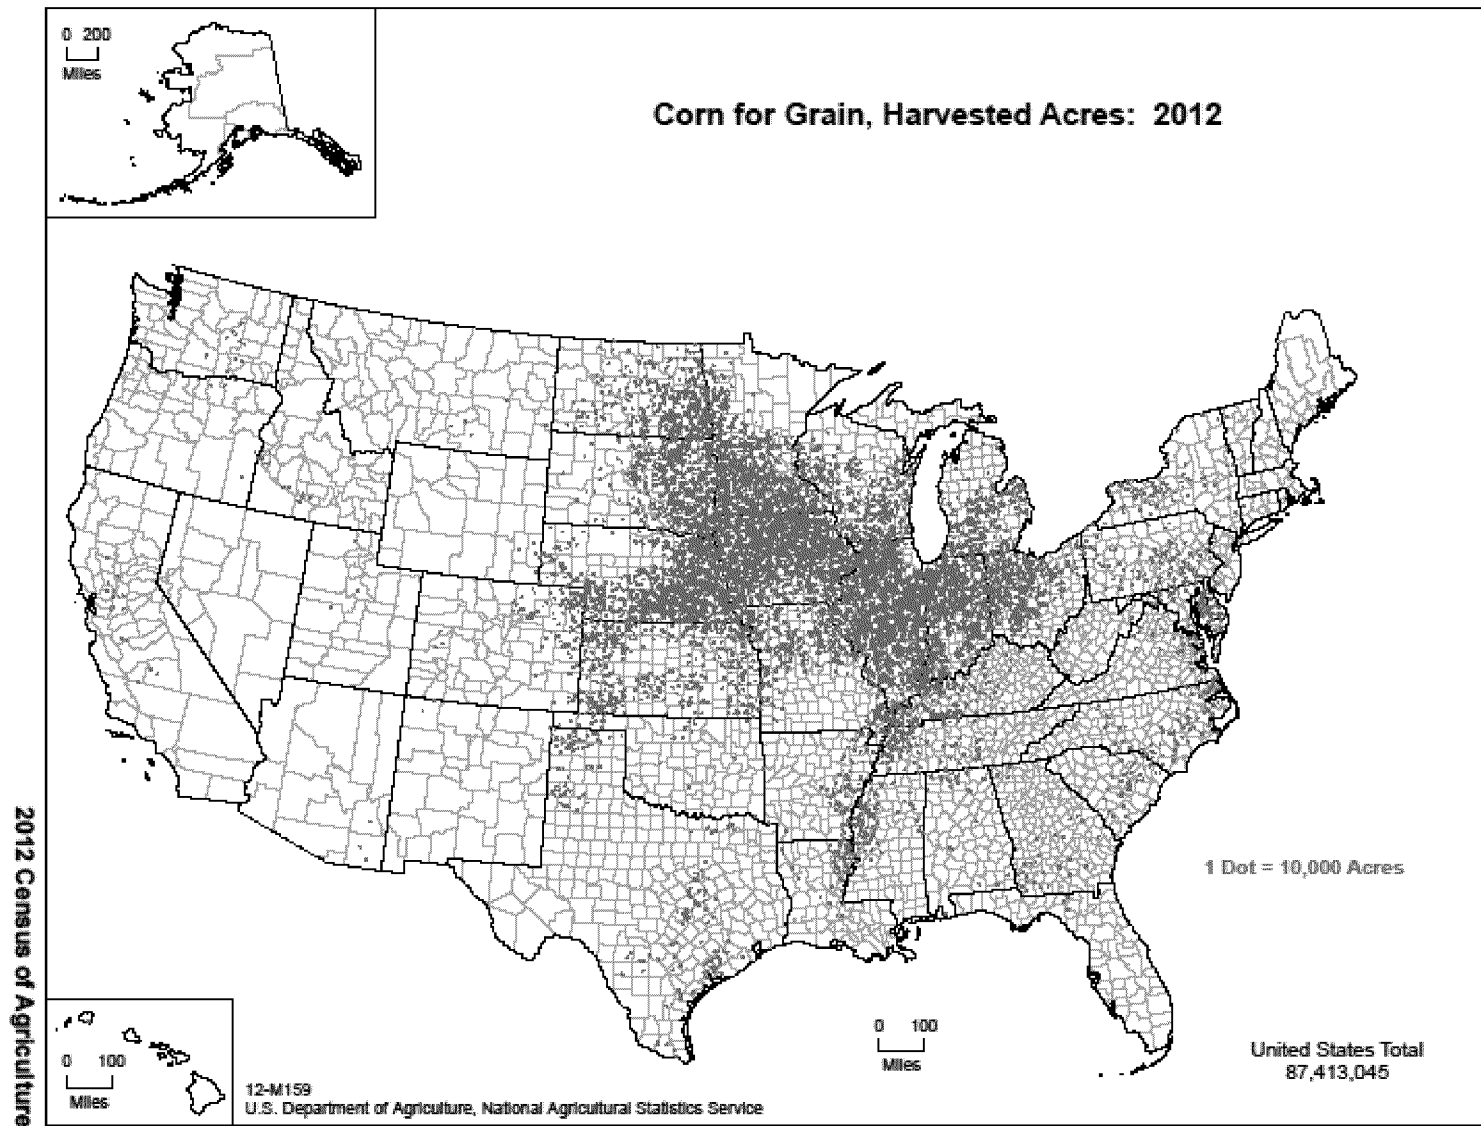 0 200
Miles
Corn for Grain, Harvested Acres: 2012
1 Dot = 10,000 Acres
0 100
Miles
United States Total
87,413,045
0 100
Miles
12-M159
U.S. Department of Agriculture, National Agricultural Statistics Service
2012 Census of Agriculture